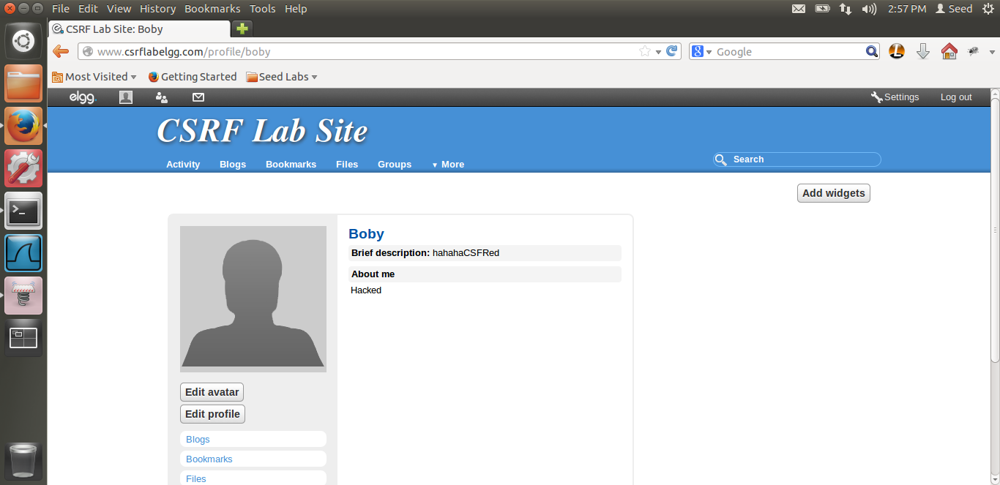 File Edit View History Bookmarks Tools Help 2:57 PM Seed
CSRF Lab Site: Boby
www.csrflabelgg.com/profile/boby Google
Most Visited Getting Started Seed Labs
elgg. Settings Log out
CSRF Lab Site
Activity Blogs Bookmarks Files Groups More Search
Add widgets
Boby
Brief description: hahahaCSFRed
About me
Hacked
Edit avatar
Edit profile
Blogs
Bookmarks
Files